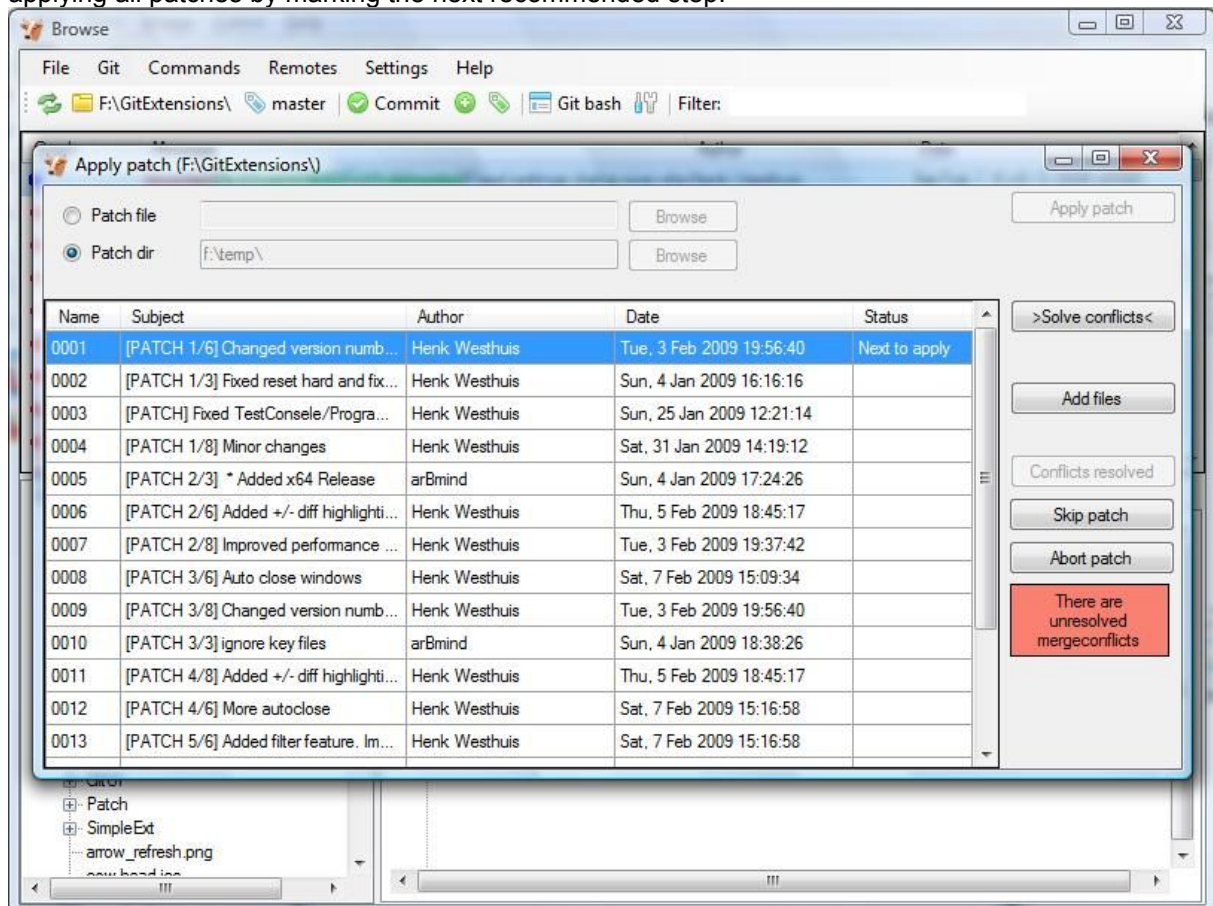 applying all patches by marking the next recommended step.
Browse
File Git Commands Remotes Settings Help
F:\GitExtensions\ master Commit Git bash Filter:
Apply patch (F:\GitExtensions\)
Patch file Browse Apply patch
Patch dir f:\temp\ Browse
Name Subject Author Date Status >Solve conflicts<
0001 [PATCH 1/6] Changed version numb... Henk Westhuis Tue, 3 Feb 2009 19:56:40 Next to apply
0002 [PATCH 1/3] Fixed reset hard and fix... Henk Westhuis Sun, 4 Jan 2009 16:16:16
0003 [PATCH] Fixed TestConsele/Progra... Henk Westhuis Sun, 25 Jan 2009 12:21:14
Add files
0004 [PATCH 1/8] Minor changes Henk Westhuis Sat, 31 Jan 2009 14:19:12
0005 [PATCH 2/3] * Added x64 Release arBmind Sun, 4 Jan 2009 17:24:26
Conflicts resolved
0006 [PATCH 2/6] Added +/- diff highlighti... Henk Westhuis Thu, 5 Feb 2009 18:45:17 Skip patch
0007 [PATCH 2/8] Improved performance ... Henk Westhuis Tue, 3 Feb 2009 19:37:42
Abort patch
0008 [PATCH 3/6] Auto close windows Henk Westhuis Sat, 7 Feb 2009 15:09:34
0009 [PATCH 3/8] Changed version numb... Henk Westhuis Tue, 3 Feb 2009 19:56:40
There are
unresolved
mergeconflicts
0010 [PATCH 3/3] ignore key files arBmind Sun, 4 Jan 2009 18:38:26
0011 [PATCH 4/8] Added +/- diff highlighti... Henk Westhuis Thu, 5 Feb 2009 18:45:17
0012 [PATCH 4/6] More autoclose Henk Westhuis Sat, 7 Feb 2009 15:16:58
0013 [PATCH 5/6] Added filter feature. Im... Henk Westhuis Sat, 7 Feb 2009 15:16:58
Patch
SimpleExt
arrow_refresh.png